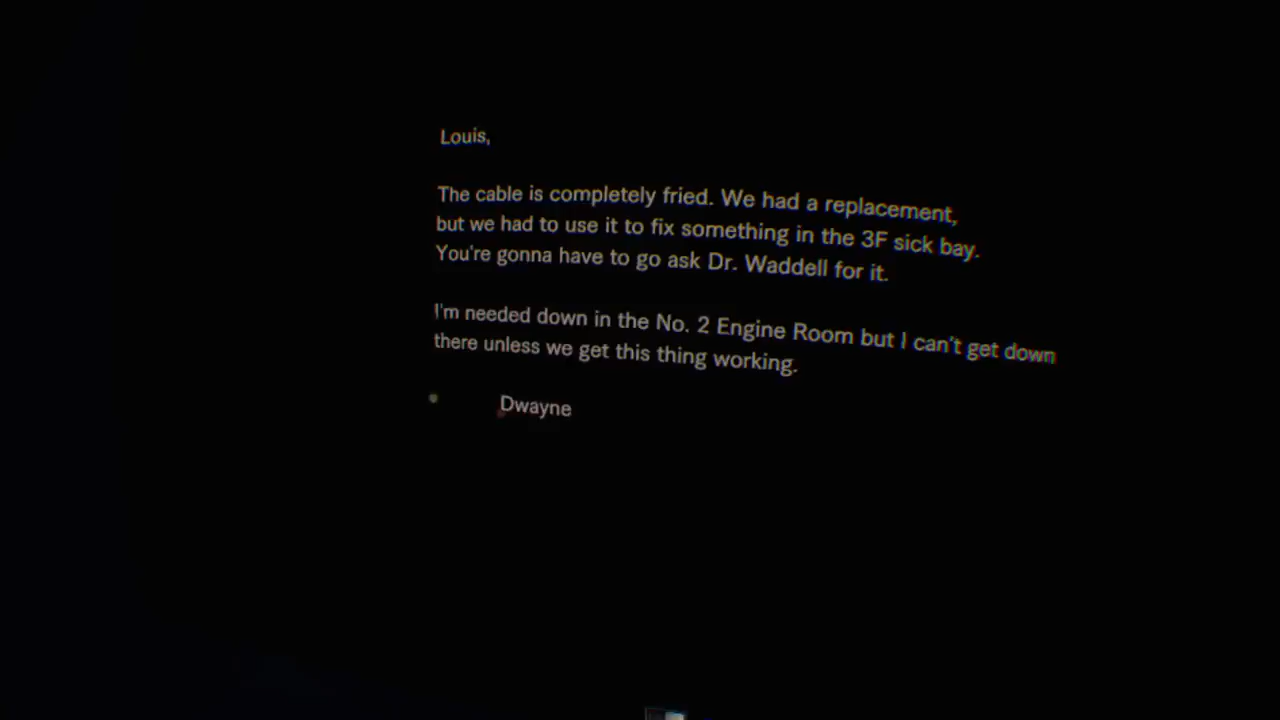 Louis,
The cable is completely fried. We had a replacement,
but we had to use it to fix something in the 3F sick bay.
You're gonna have to go ask Dr. Waddell for it.
I'm needed down in the No. 2 Engine Room but I can't get down
there unless we get this thing working.
Dwayne